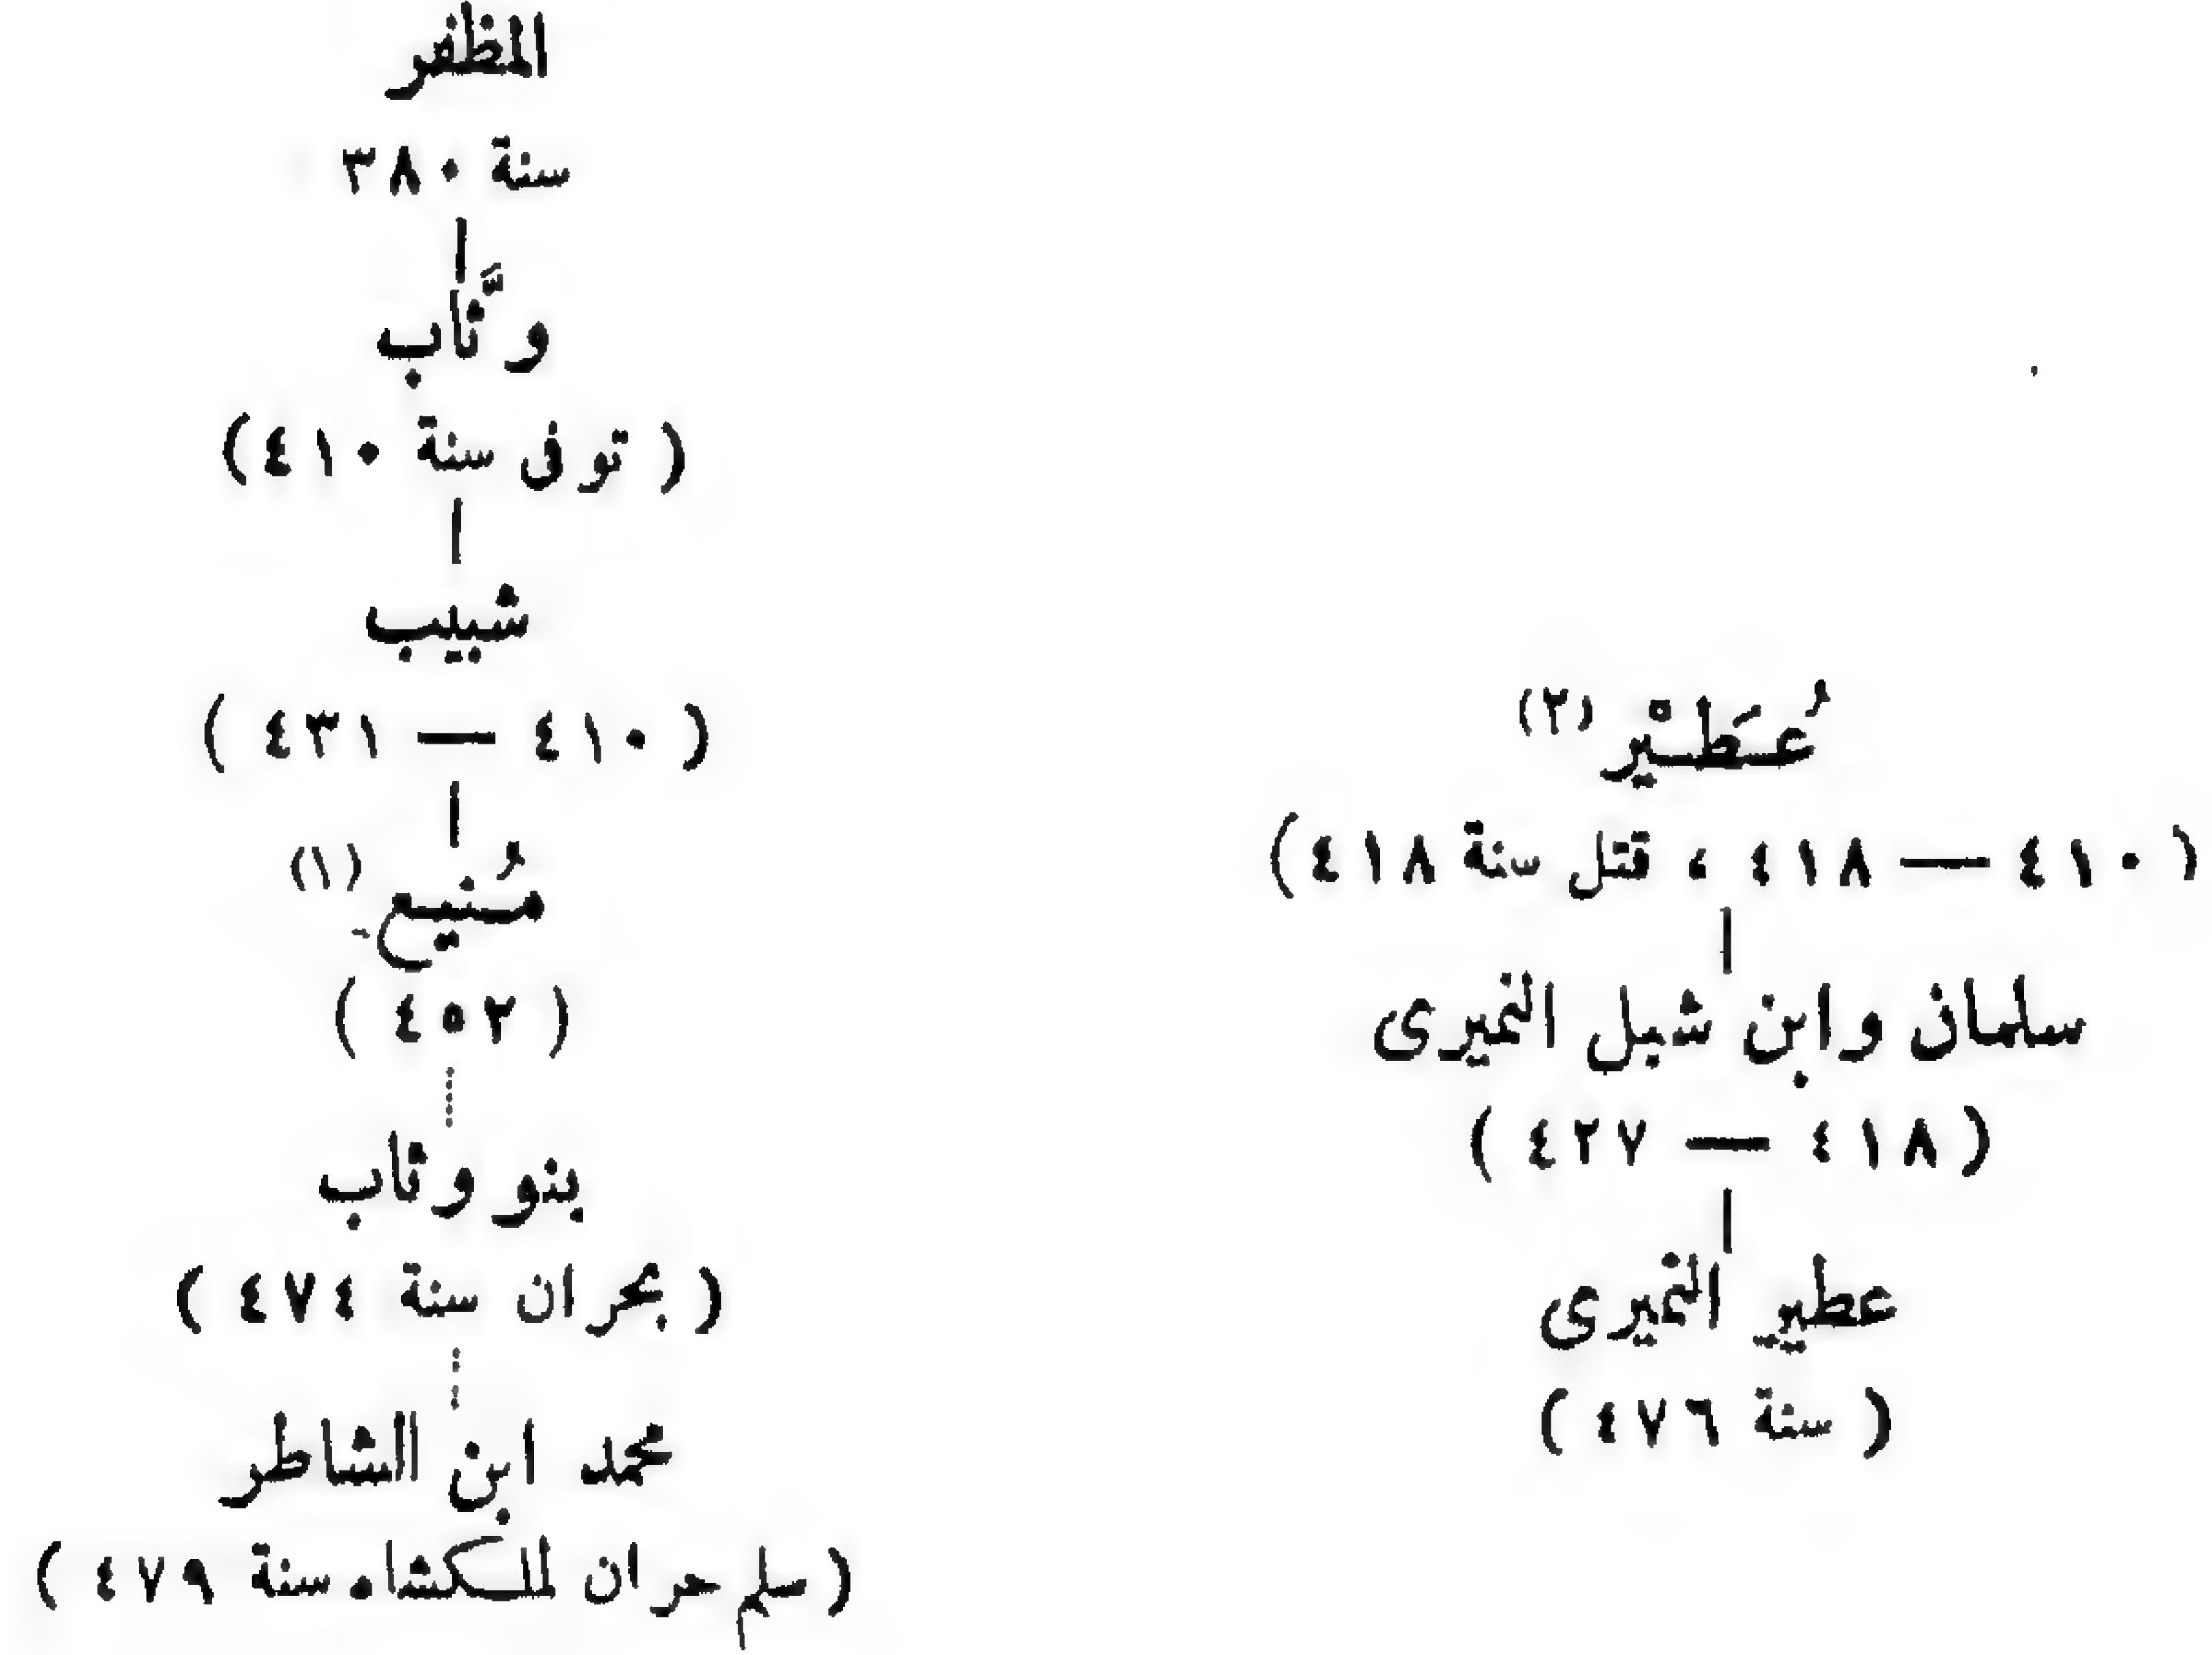 عُطَيْر (٢)
(٤١٠ — ٤١٨ ، قتل سنة ٤١٨)
سلمان وابن شبل النميرى
(٤١٨ — ٤٢٧)
عطير النميرى
(سنة ٤٧٦)
المظفر
سنة ٣٨٠
وثَّاب
(توفى سنة ٤١٠)
شبيب
(٤١٠ — ٤٣١)
مُنيع (١)
(٤٥٢)
بنو وثاب
(بحران سنة ٤٧٤)
محمد ابن الشاطر
(سلم حران لملكشاه سنة ٤٧٩)